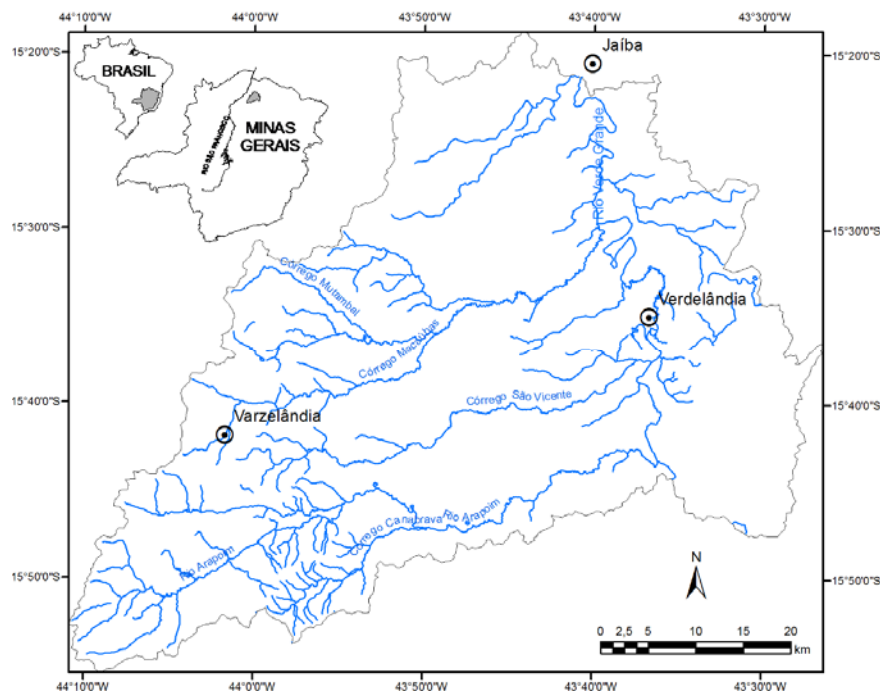 44°10'0"W 44°0'0"W 43°50'0"W 43°40'0"W 43°30'0"W
15°20'0"S
15°20'0"S
Jaíba
BRASIL
MINAS
GERAIS
RIO SÃO FRANCISCO
Rio Verde Grande
15°30'0"S
15°30'0"S
Córrego Mutambal
Verdelândia
Córrego Macaúbas
15°40'0"S
15°40'0"S
Córrego São Vicente
Varzelândia
Rio Arapoim
Córrego Canabrava
Rio Arapoim
15°50'0"S
15°50'0"S
N
0 2,5 5 10 15 20
km
44°10'0"W 44°0'0"W 43°50'0"W 43°40'0"W 43°30'0"W